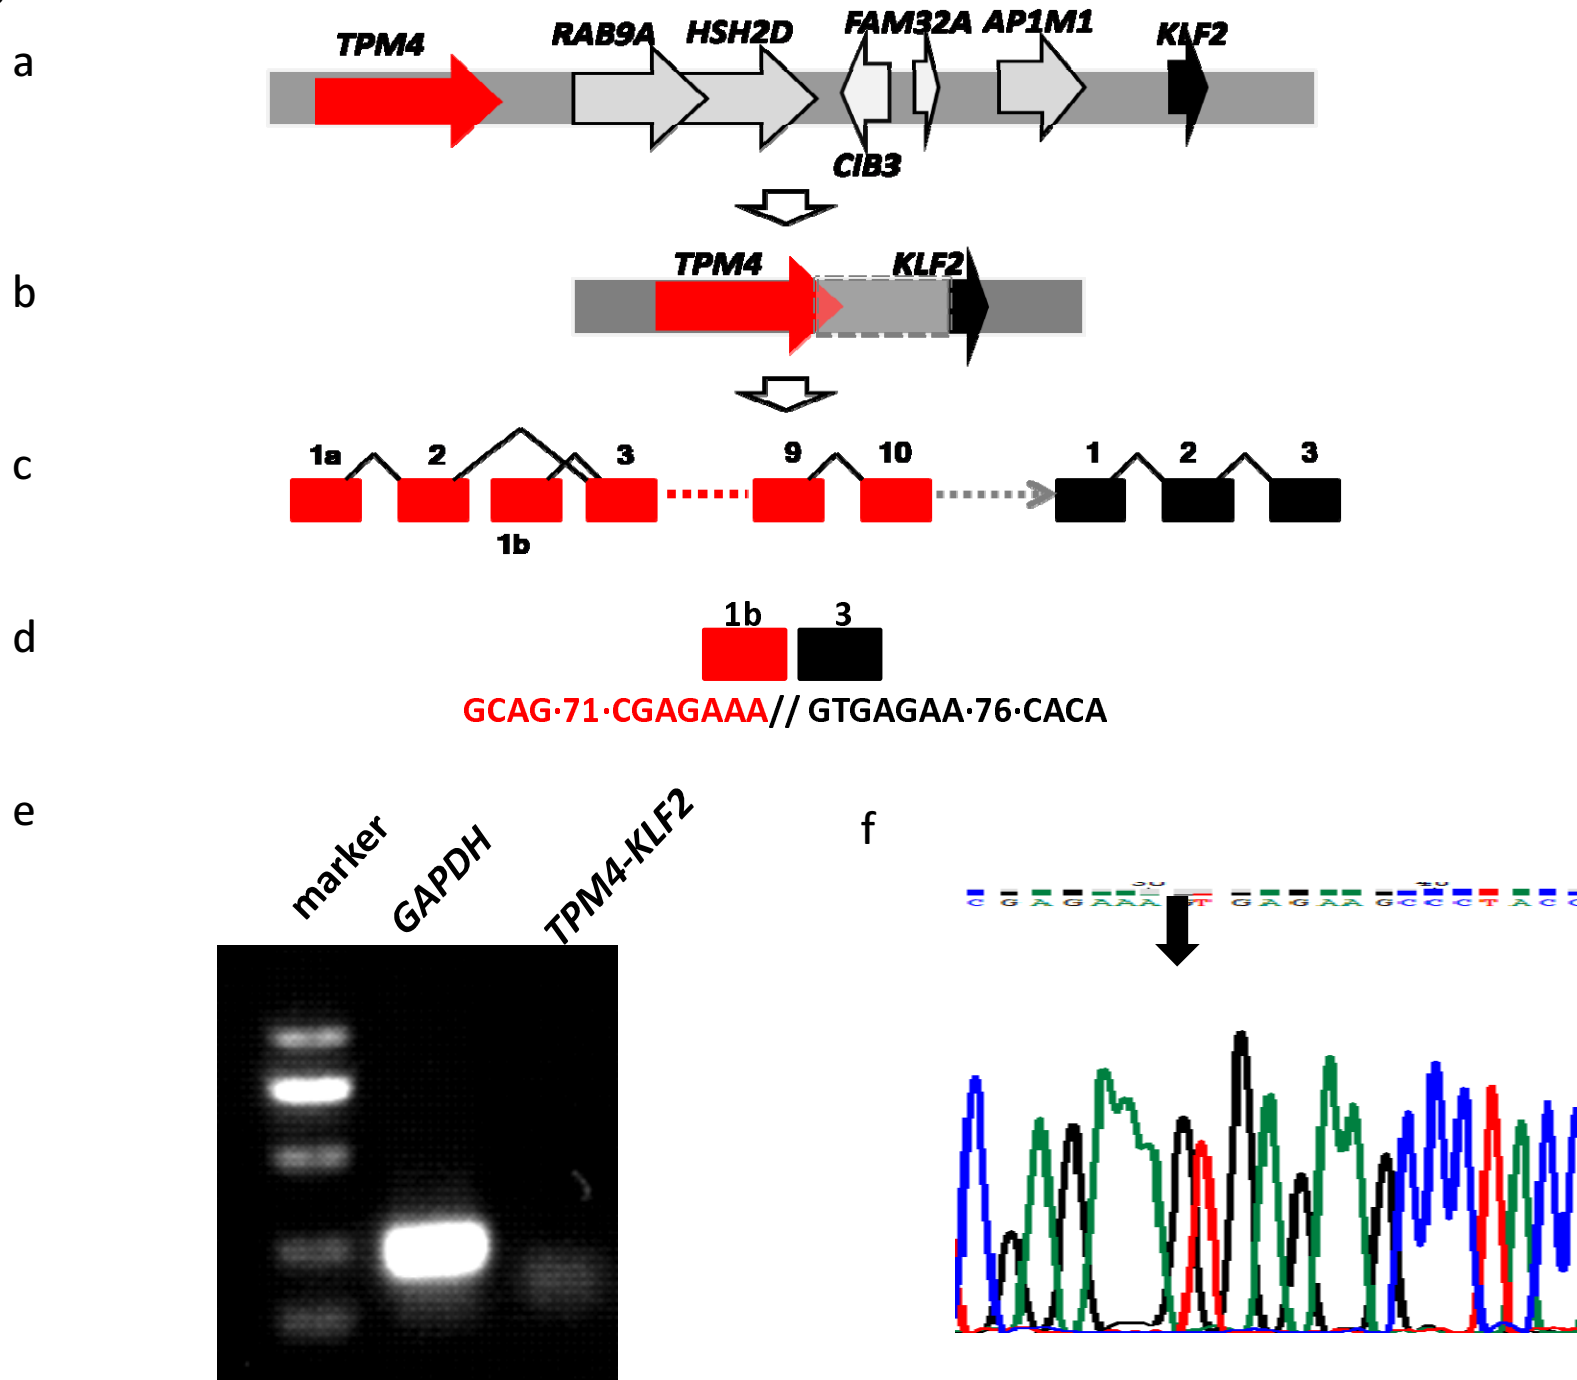 a
TPM4 RAB9A HSH2D FAM32A AP1M1 KLF2
CIB3
b
TPM4 KLF2
c
1a 2 3 9 10 1 2 3
1b
d
1b 3
GCAG·71·CGAGAAA// GTGAGAA·76·CACA
e
marker GAPDH TPM4-KLF2
f
C G A G A A A G T G A G A A G C C C T A C